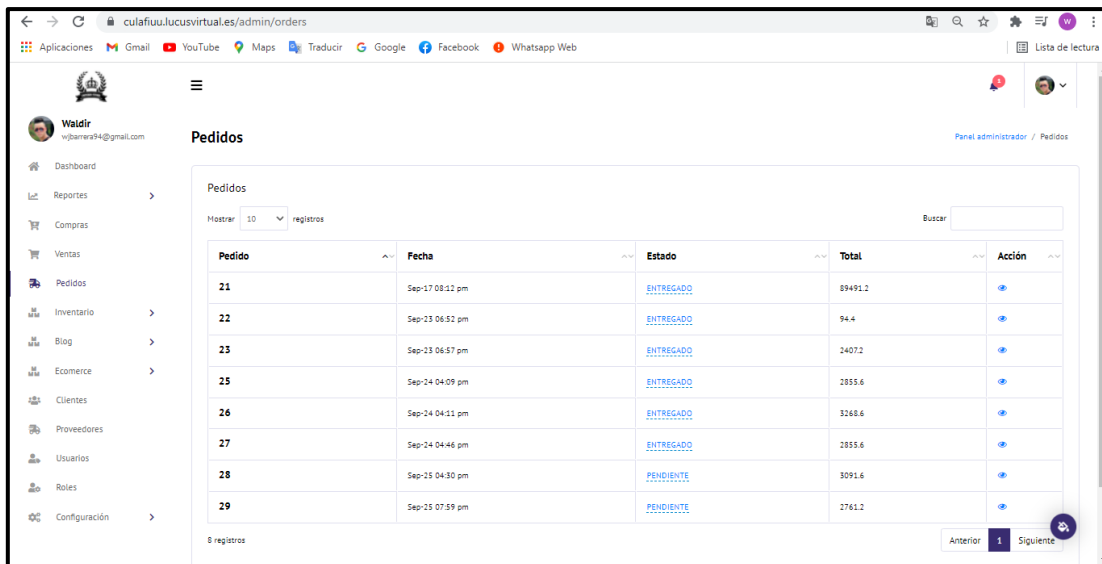 culafiuu.lucusvirtual.es/admin/orders
W
Aplicaciones Gmail YouTube Maps Traducir Google Facebook Whatsapp Web Lista de lectura
Waldir
wjbarrera94@gmail.com
Pedidos
Panel administrador / Pedidos
Dashboard
Reportes
Compras
Ventas
Pedidos
Inventario
Blog
Ecomerce
Clientes
Proveedores
Usuarios
Roles
Configuración
Pedidos
Mostrar 10 registros Buscar
Pedido Fecha Estado Total Acción
21 Sep-17 08:12 pm ENTREGADO 89491.2
22 Sep-23 06:52 pm ENTREGADO 94.4
23 Sep-23 06:57 pm ENTREGADO 2407.2
25 Sep-24 04:09 pm ENTREGADO 2855.6
26 Sep-24 04:11 pm ENTREGADO 3268.6
27 Sep-24 04:46 pm ENTREGADO 2855.6
28 Sep-25 04:30 pm PENDIENTE 3091.6
29 Sep-25 07:59 pm PENDIENTE 2761.2
8 registros Anterior 1 Siguiente